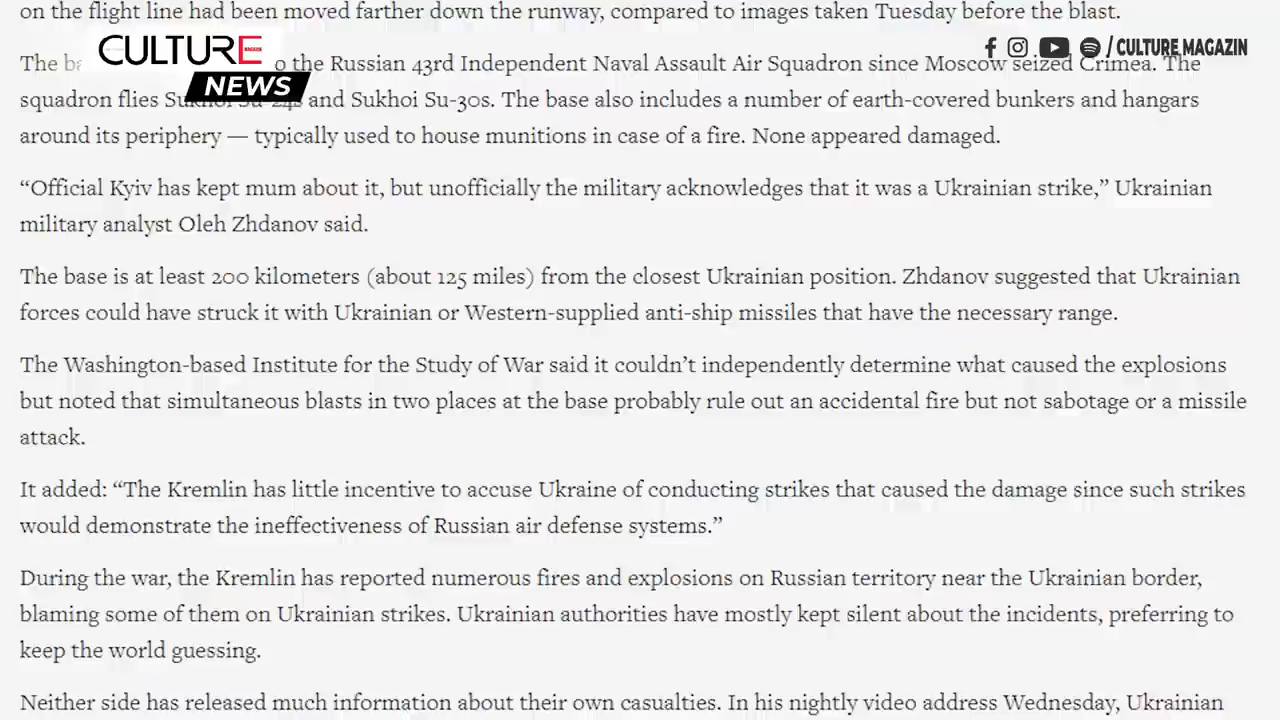 on the flight line had been moved farther down the runway, compared to images taken Tuesday before the blast.
CULTURE
NEWS
/ CULTURE MAGAZIN
The o the Russian 43rd Independent Naval Assault Air Squadron since Moscow seized Crimea. The
squadron flies Sukhoi Su-24s and Sukhoi Su-30s. The base also includes a number of earth-covered bunkers and hangars
around its periphery — typically used to house munitions in case of a fire. None appeared damaged.
“Official Kyiv has kept mum about it, but unofficially the military acknowledges that it was a Ukrainian strike,” Ukrainian
military analyst Oleh Zhdanov said.
The base is at least 200 kilometers (about 125 miles) from the closest Ukrainian position. Zhdanov suggested that Ukrainian
forces could have struck it with Ukrainian or Western-supplied anti-ship missiles that have the necessary range.
The Washington-based Institute for the Study of War said it couldn’t independently determine what caused the explosions
but noted that simultaneous blasts in two places at the base probably rule out an accidental fire but not sabotage or a missile
attack.
It added: “The Kremlin has little incentive to accuse Ukraine of conducting strikes that caused the damage since such strikes
would demonstrate the ineffectiveness of Russian air defense systems.”
During the war, the Kremlin has reported numerous fires and explosions on Russian territory near the Ukrainian border,
blaming some of them on Ukrainian strikes. Ukrainian authorities have mostly kept silent about the incidents, preferring to
keep the world guessing.
Neither side has released much information about their own casualties. In his nightly video address Wednesday, Ukrainian